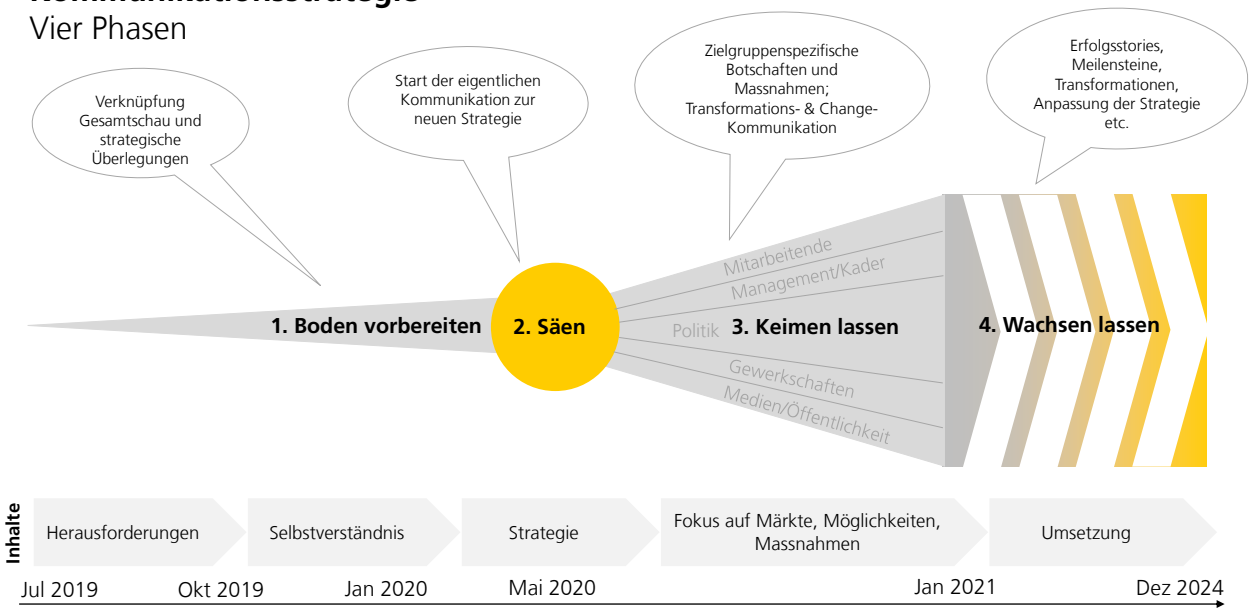 Kommunikationsstrategie
Vier Phasen
Verknüpfung
Gesamtschau und
strategische
Überlegungen
Start der eigentlichen
Kommunikation zur
neuen Strategie
Zielgruppenspezifische
Botschaften und
Massnahmen;
Transformations- & Change-
Kommunikation
Erfolgsstories,
Meilensteine,
Transformationen,
Anpassung der Strategie
etc.
1. Boden vorbereiten
2. Säen
Mitarbeitende
Management/Kader
Politik
3. Keimen lassen
Gewerkschaften
Medien/Öffentlichkeit
4. Wachsen lassen
Inhalte
Herausforderungen
Selbstverständnis
Strategie
Fokus auf Märkte, Möglichkeiten,
Massnahmen
Umsetzung
Jul 2019
Okt 2019
Jan 2020
Mai 2020
Jan 2021
Dez 2024